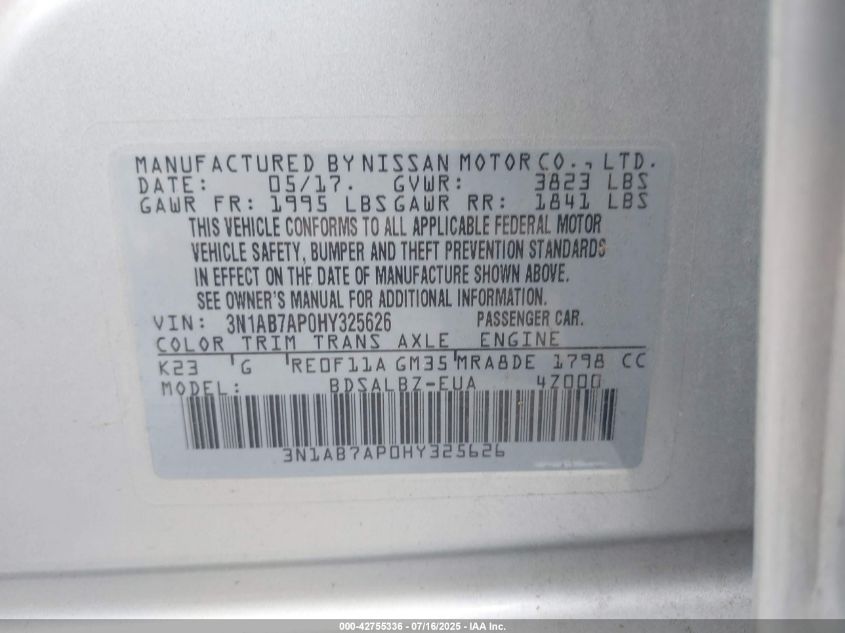 MANUFACTURED BY NISSAN MOTOR CO., LTD.
DATE: 05/17. GVWR: 3823 LBS
GAWR FR: 1995 LBS GAWR RR: 1841 LBS
THIS VEHICLE CONFORMS TO ALL APPLICABLE FEDERAL MOTOR
VEHICLE SAFETY, BUMPER AND THEFT PREVENTION STANDARDS
IN EFFECT ON THE DATE OF MANUFACTURE SHOWN ABOVE.
SEE OWNER'S MANUAL FOR ADDITIONAL INFORMATION.
VIN: 3N1AB7AP0HY325626 PASSENGER CAR.
COLOR TRIM TRANS AXLE ENGINE
K23 G RE0F11A GM35 MRA8DE 1798 CC
MODEL: BDSALBZ-EUA 4Z000
3N1AB7AP0HY325626
000-42755336 - 07/16/2025 - IAA Inc.